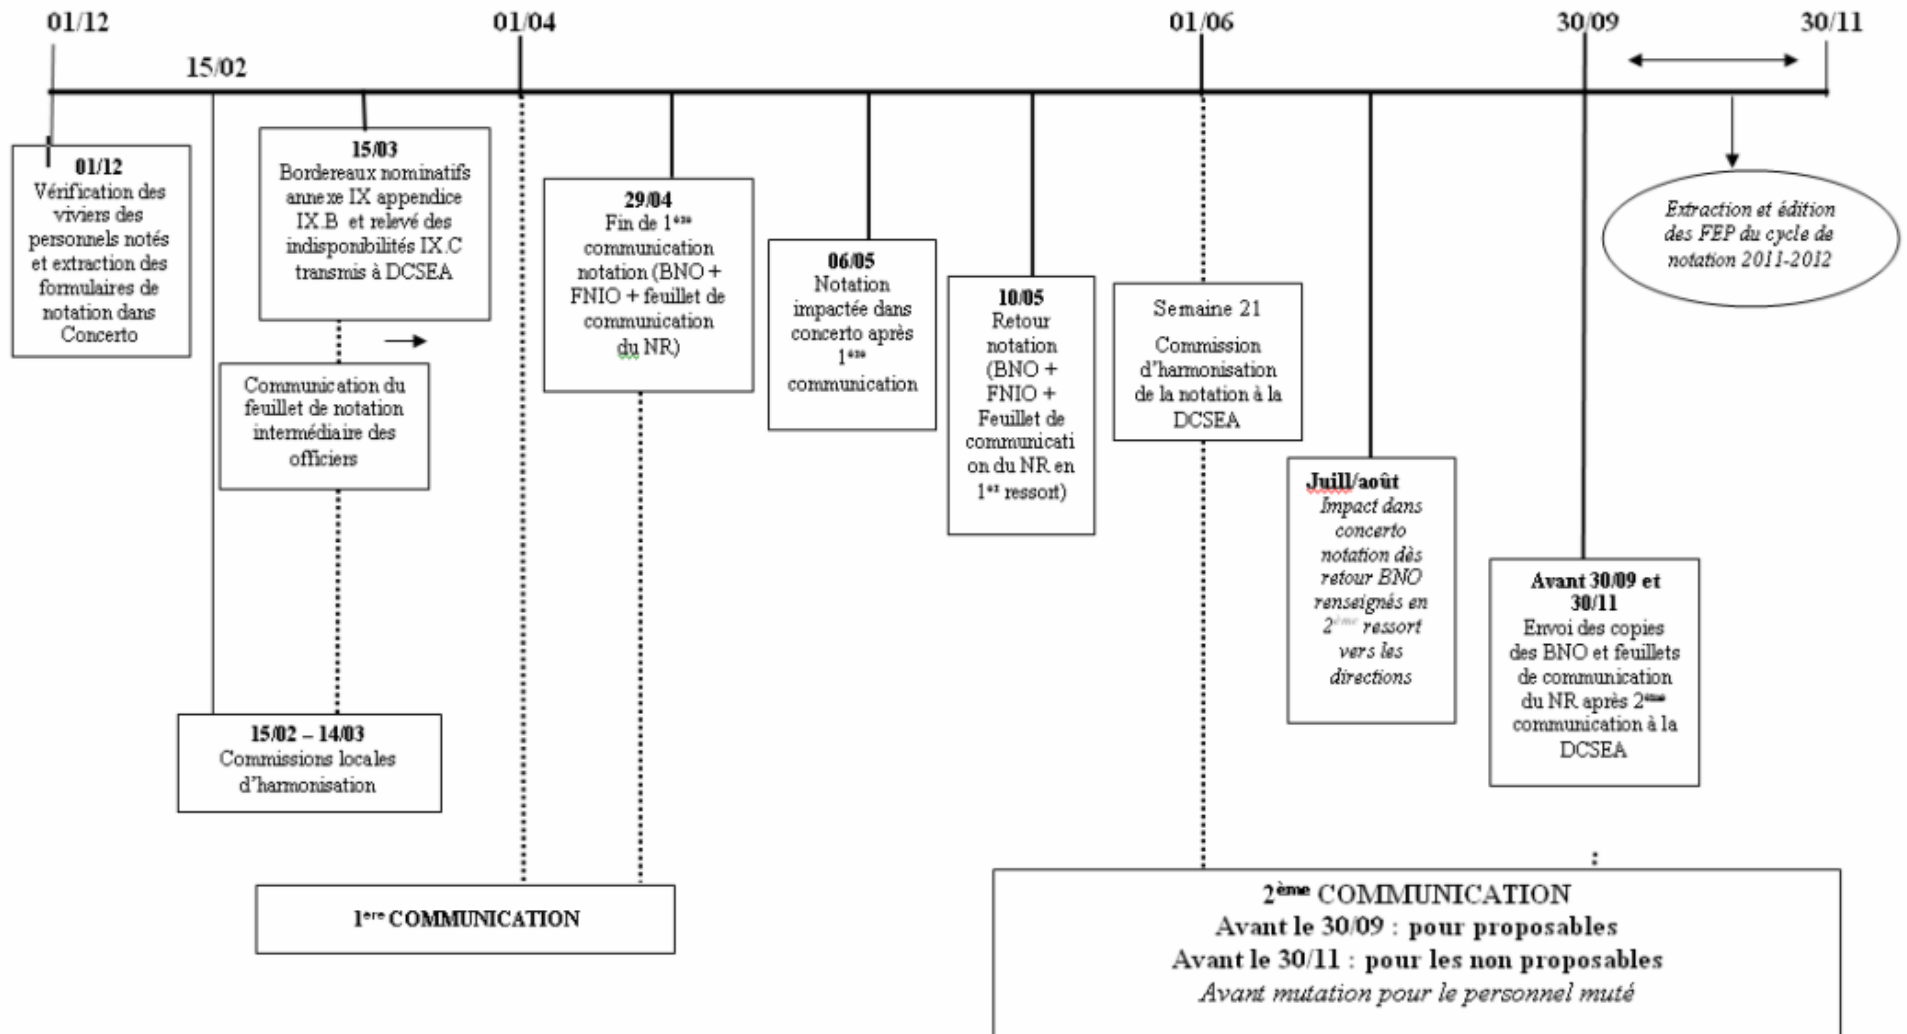 01/12
01/04
01/06
30/09
30/11
15/02
01/12
Vérification des
viviers des
personnels notés
et extraction des
formulaires de
notation dans
Concerto
15/03
Bordereaux nominatifs
annexe IX appendice
IX.B et relevé des
indisponibilités IX.C
transmis à DCSEA
Communication du
feuillet de notation
intermédiaire des
officiers
15/02 – 14/03
Commissions locales
d'harmonisation
29/04
Fin de 1ère
communication
notation (BNO +
FNIO + feuillet de
communication
du NR)
06/05
Notation
impactée dans
concerto après
1ère
communication
10/05
Retour
notation
(BNO +
FNIO +
Feuillet de
communicati
on du NR en
1er ressort)
Semaine 21
Commission
d'harmonisation
de la notation à la
DCSEA
Juill/août
Impact dans
concerto
notation dès
retour BNO
renseignés en
2ème ressort
vers les
directions
Avant 30/09 et
30/11
Envoi des copies
des BNO et feuillets
de communication
du NR après 2ème
communication à la
DCSEA
Extraction et édition
des FEP du cycle de
notation 2011-2012
1ere COMMUNICATION
2ème COMMUNICATION
Avant le 30/09 : pour proposables
Avant le 30/11 : pour les non proposables
Avant mutation pour le personnel muté